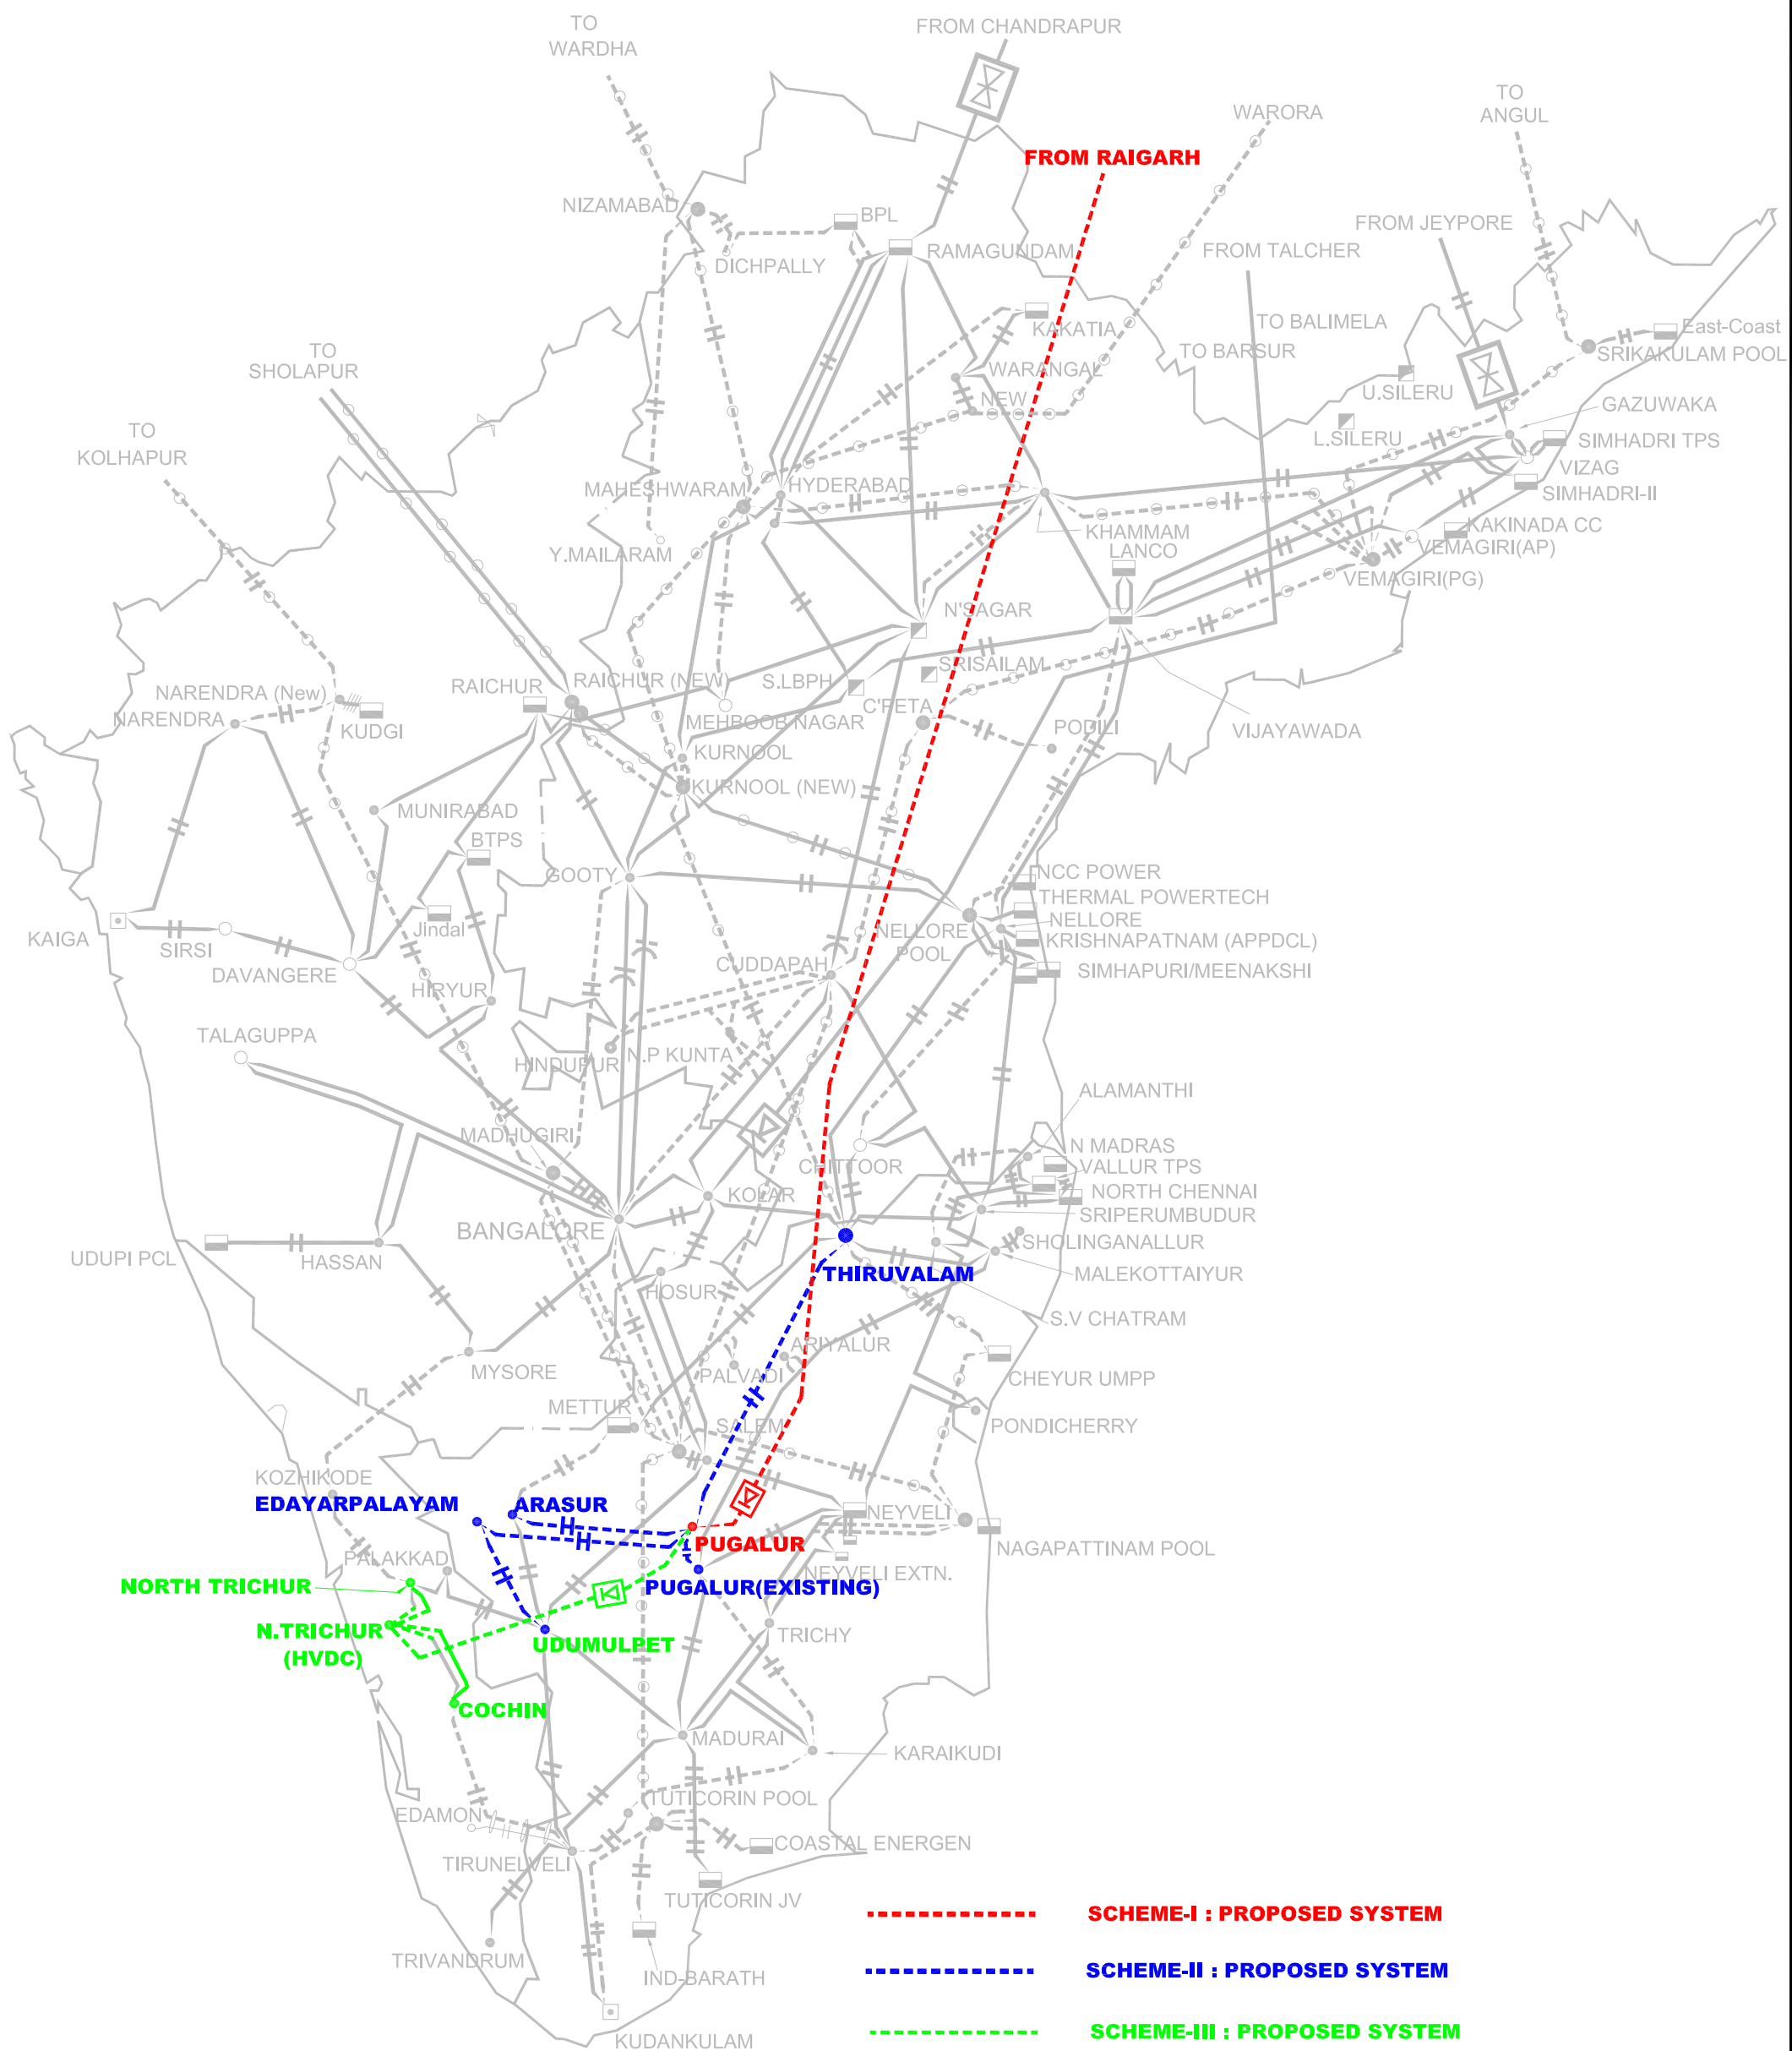 TO
WARDHA
FROM CHANDRAPUR
TO
ANGUL
WARORA
FROM RAIGARH
NIZAMABAD
BPL
FROM JEYPORE
RAMAGUNDAM
FROM TALCHER
DICHPALLY
TO BALIMELA
East-Coast
KAKATIA
TO
SHOLAPUR
TO BARSUR
SRIKAKULAM POOL
WARANGAL
U.SILERU
NEW
GAZUWAKA
TO
KOLHAPUR
L.SILERU
SIMHADRI TPS
VIZAG
MAHESHWARAM
HYDERABAD
SIMHADRI-II
KAKINADA CC
KHAMMAM
VEMAGIRI(AP)
Y.MAILARAM
LANCO
VEMAGIRI(PG)
N'SAGAR
SRISAILAM
RAICHUR (NEW)
S.LBPH
RAICHUR
NARENDRA (New)
C'PETA
NARENDRA
KUDGI
MEHBOOB NAGAR
PODILI
VIJAYAWADA
KURNOOL
KURNOOL (NEW)
MUNIRABAD
BTPS
GOOTY
NCC POWER
THERMAL POWERTECH
NELLORE
Jindal
NELLORE
POOL
KAIGA
KRISHNAPATNAM (APPDCL)
SIRSI
CUDDAPAH
SIMHAPURI/MEENAKSHI
DAVANGERE
HIRYUR
TALAGUPPA
HINDUPUR
N.P KUNTA
ALAMANTHI
MADHUGIRI
N MADRAS
CHITTOOR
VALLUR TPS
KOLAR
NORTH CHENNAI
BANGALORE
SRIPERUMBUDUR
SHOLINGANALLUR
UDUPI PCL
HASSAN
THIRUVALAM
MALEKOTTAIYUR
HOSUR
S.V CHATRAM
ARIYALUR
MYSORE
PALVADI
CHEYUR UMPP
METTUR
SALEM
PONDICHERRY
KOZHIKODE
EDAYARPALAYAM
ARASUR
NEYVELI
PUGALUR
NAGAPATTINAM POOL
PALAKKAD
NEYVELI EXTN.
NORTH TRICHUR
PUGALUR(EXISTING)
N.TRICHUR
(HVDC)
UDUMULPET
TRICHY
COCHIN
MADURAI
KARAIKUDI
TUTICORIN POOL
EDAMON
COASTAL ENERGEN
TIRUNELVELI
TUTICORIN JV
SCHEME-I : PROPOSED SYSTEM
TRIVANDRUM
IND-BARATH
SCHEME-II : PROPOSED SYSTEM
KUDANKULAM
SCHEME-III : PROPOSED SYSTEM